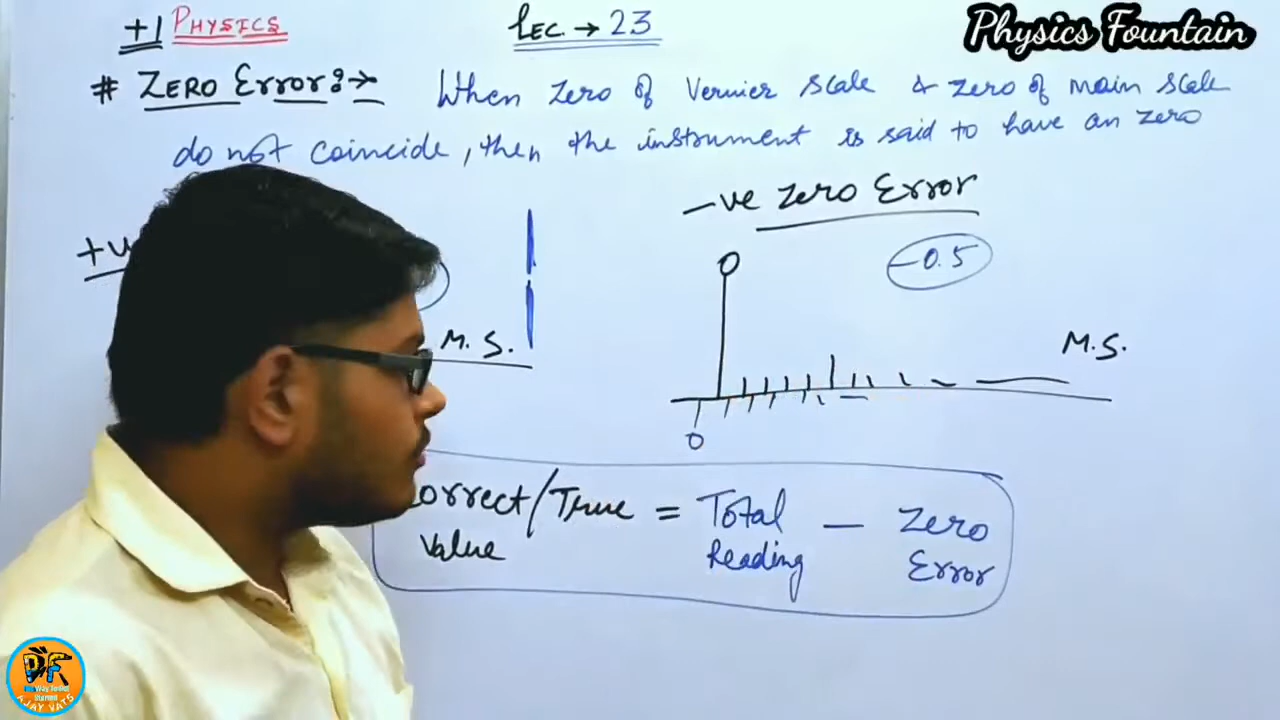 +1 PHYSICS
LEC. → 23
Physics Fountain
# ZERO Error:→ When zero of Vernier scale & zero of main scale
do not coincide, then the instrument is said to have an zero
-ve zero Error
0
-0.5
M. S.
M. S.
0
Correct/True = Total - Zero
Value Reading Error
AJAY VATS